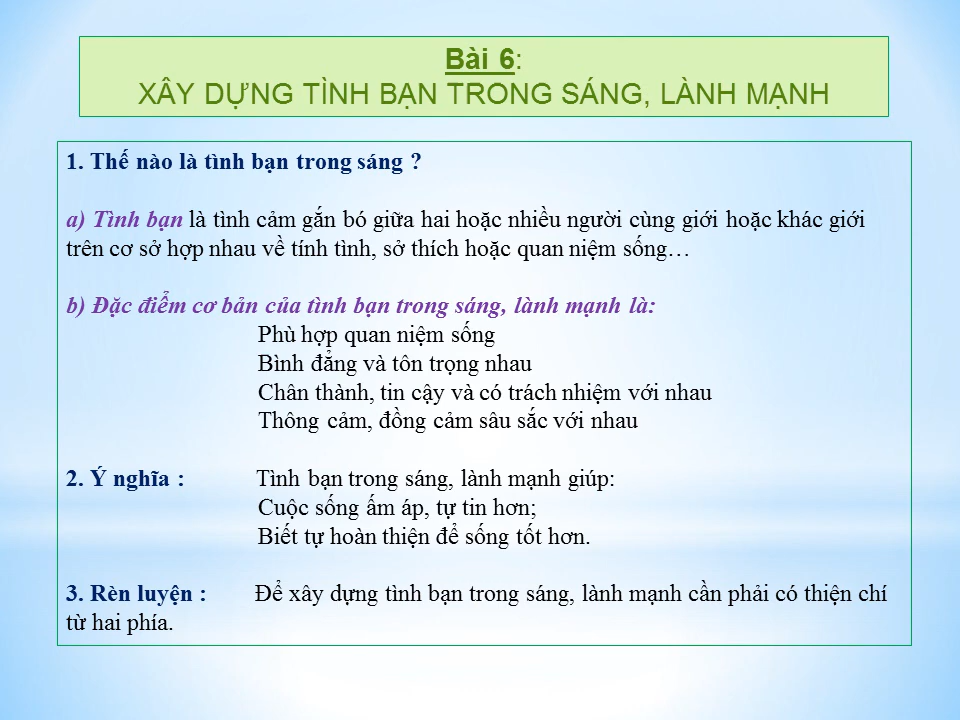 Bài 6:
XÂY DỰNG TÌNH BẠN TRONG SÁNG, LÀNH MẠNH
1. Thế nào là tình bạn trong sáng ?
a) Tình bạn là tình cảm gắn bó giữa hai hoặc nhiều người cùng giới hoặc khác giới
trên cơ sở hợp nhau về tính tình, sở thích hoặc quan niệm sống…
b) Đặc điểm cơ bản của tình bạn trong sáng, lành mạnh là:
Phù hợp quan niệm sống
Bình đẳng và tôn trọng nhau
Chân thành, tin cậy và có trách nhiệm với nhau
Thông cảm, đồng cảm sâu sắc với nhau
2. Ý nghĩa : Tình bạn trong sáng, lành mạnh giúp:
Cuộc sống ấm áp, tự tin hơn;
Biết tự hoàn thiện để sống tốt hơn.
3. Rèn luyện : Để xây dựng tình bạn trong sáng, lành mạnh cần phải có thiện chí
từ hai phía.